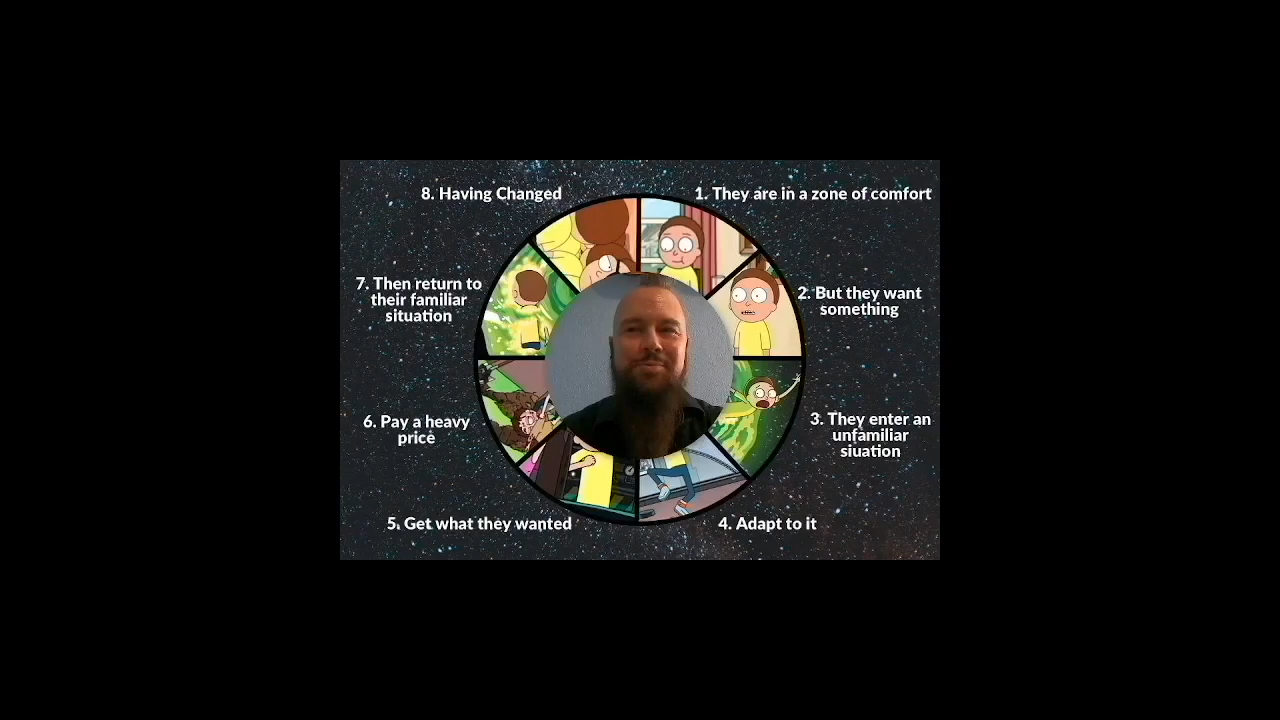 8. Having Changed
1. They are in a zone of comfort
7. Then return to
their familiar
situation
2. But they want
something
6. Pay a heavy
price
3. They enter an
unfamiliar
siuation
5. Get what they wanted
4. Adapt to it